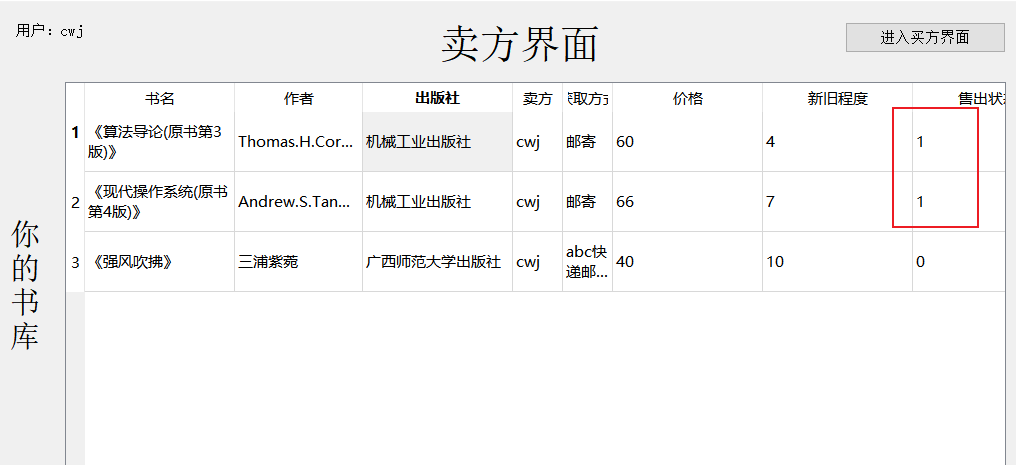 用户：cwj
卖方界面
进入买方界面
你的书库
书名 作者 出版社 卖方 获取方式 价格 新旧程度 售出状态
1 《算法导论(原书第3
版)》 Thomas.H.Cor... 机械工业出版社 cwj 邮寄 60 4 1
2 《现代操作系统(原书
第4版)》 Andrew.S.Tan... 机械工业出版社 cwj 邮寄 66 7 1
3 《强风吹拂》 三浦紫菀 广西师范大学出版社 cwj abc快
递邮... 40 10 0